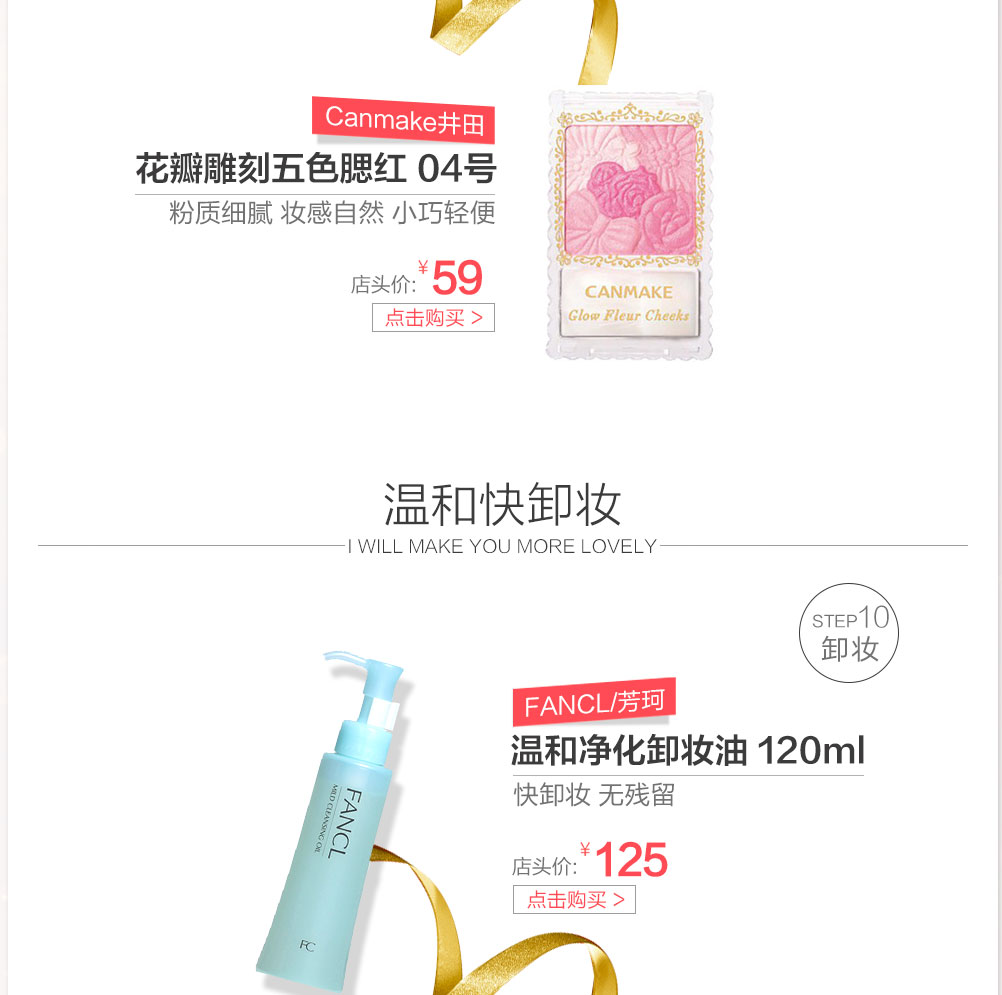 Canmake井田
花瓣雕刻五色腮红 04号
粉质细腻 妆感自然 小巧轻便
店头价:¥59
点击购买 >
CANMAKE
Glow Fleur Cheeks
温和快卸妆
I WILL MAKE YOU MORE LOVELY
STEP10
卸妆
FANCL/芳珂
温和净化卸妆油 120ml
快卸妆 无残留
店头价:¥125
点击购买 >
FANCL
MILD CLEANSING OIL
FC